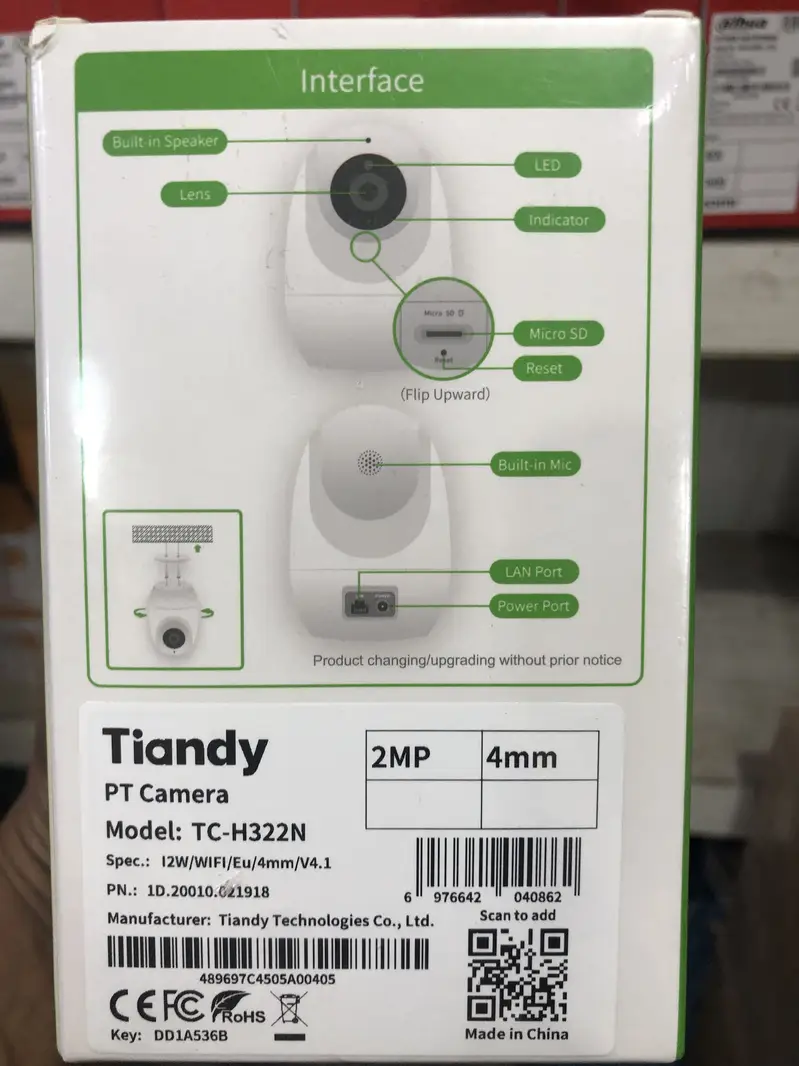 Interface
Built-in Speaker
LED
Lens
Indicator
Micro SD
Micro SD
Reset
Reset
(Flip Upward)
Built-in Mic
LAN Port
Power Port
Product changing/upgrading without prior notice
Tiandy
2MP 4mm
PT Camera
Model: TC-H322N
Spec.: I2W/WIFI/Eu/4mm/V4.1
PN.: 1D.20010.021918
6 976642 040862
Manufacturer: Tiandy Technologies Co., Ltd.
Scan to add
489697C4505A00405
CE FC RoHS
Key: DD1A536B
Made in China
alhua